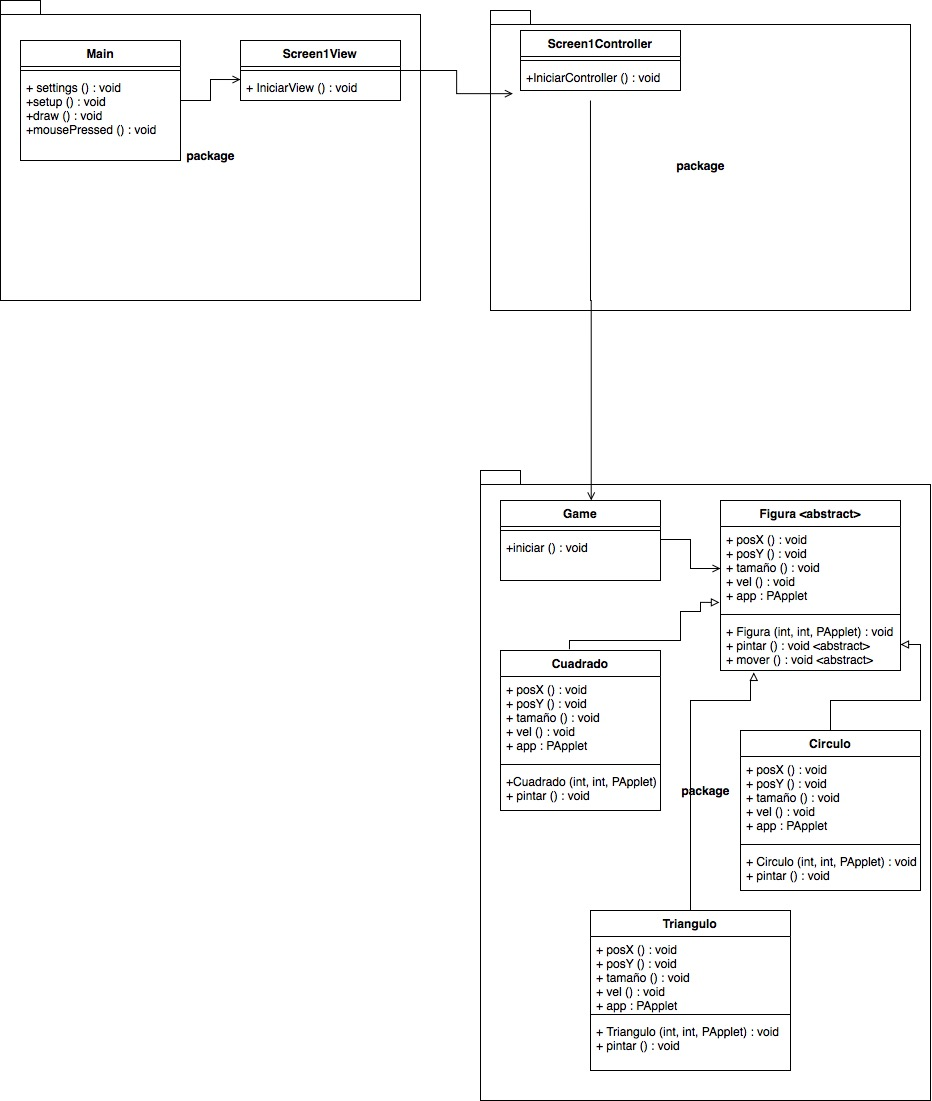 Main
+ settings () : void
+setup () : void
+draw () : void
+mousePressed () : void
Screen1View
+ IniciarView () : void
package
Screen1Controller
+IniciarController () : void
package
Game
+iniciar () : void
Figura <abstract>
+ posX () : void
+ posY () : void
+ tamaño () : void
+ vel () : void
+ app : PApplet
+ Figura (int, int, PApplet) : void
+ pintar () : void <abstract>
+ mover () : void <abstract>
Cuadrado
+ posX () : void
+ posY () : void
+ tamaño () : void
+ vel () : void
+ app : PApplet
+Cuadrado (int, int, PApplet)
+ pintar () : void
package
Circulo
+ posX () : void
+ posY () : void
+ tamaño () : void
+ vel () : void
+ app : PApplet
+ Circulo (int, int, PApplet) : void
+ pintar () : void
Triangulo
+ posX () : void
+ posY () : void
+ tamaño () : void
+ vel () : void
+ app : PApplet
+ Triangulo (int, int, PApplet) : void
+ pintar () : void